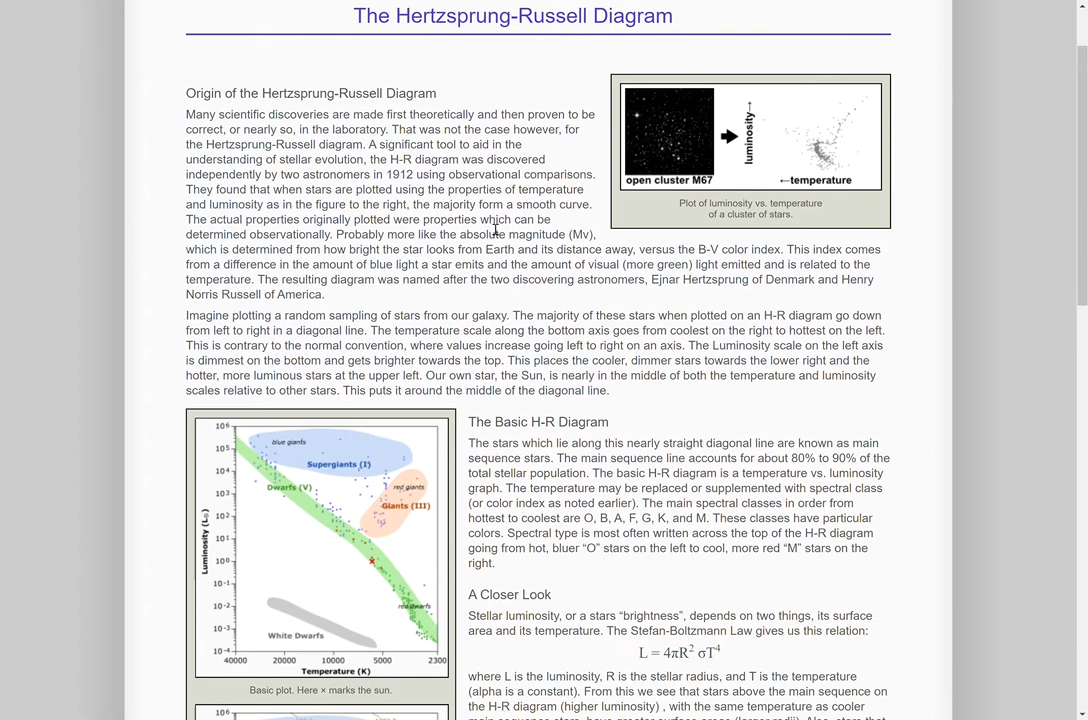 The Hertzsprung-Russell Diagram
Origin of the Hertzsprung-Russell Diagram
Many scientific discoveries are made first theoretically and then proven to be
correct, or nearly so, in the laboratory. That was not the case however, for
the Hertzsprung-Russell diagram. A significant tool to aid in the
understanding of stellar evolution, the H-R diagram was discovered
independently by two astronomers in 1912 using observational comparisons.
They found that when stars are plotted using the properties of temperature
and luminosity as in the figure to the right, the majority form a smooth curve.
The actual properties originally plotted were properties which can be
determined observationally. Probably more like the absolute magnitude (Mv),
which is determined from how bright the star looks from Earth and its distance away, versus the B-V color index. This index comes
from a difference in the amount of blue light a star emits and the amount of visual (more green) light emitted and is related to the
temperature. The resulting diagram was named after the two discovering astronomers, Ejnar Hertzsprung of Denmark and Henry
Norris Russell of America.
open cluster M67
luminosity→
←temperature
Plot of luminosity vs. temperature
of a cluster of stars.
Imagine plotting a random sampling of stars from our galaxy. The majority of these stars when plotted on an H-R diagram go down
from left to right in a diagonal line. The temperature scale along the bottom axis goes from coolest on the right to hottest on the left.
This is contrary to the normal convention, where values increase going left to right on an axis. The Luminosity scale on the left axis
is dimmest on the bottom and gets brighter towards the top. This places the cooler, dimmer stars towards the lower right and the
hotter, more luminous stars at the upper left. Our own star, the Sun, is nearly in the middle of both the temperature and luminosity
scales relative to other stars. This puts it around the middle of the diagonal line.
10⁶
10⁵
10⁴
10³
10²
10¹
10⁰
10⁻¹
10⁻²
10⁻³
10⁻⁴
Luminosity (L⊙)
blue giants
Supergiants (I)
Dwarfs (V)
red giants
Giants (III)
red dwarfs
White Dwarfs
40000 20000 10000 5000 2300
Temperature (K)
Basic plot. Here × marks the sun.
The Basic H-R Diagram
The stars which lie along this nearly straight diagonal line are known as main
sequence stars. The main sequence line accounts for about 80% to 90% of the
total stellar population. The basic H-R diagram is a temperature vs. luminosity
graph. The temperature may be replaced or supplemented with spectral class
(or color index as noted earlier). The main spectral classes in order from
hottest to coolest are O, B, A, F, G, K, and M. These classes have particular
colors. Spectral type is most often written across the top of the H-R diagram
going from hot, bluer “O” stars on the left to cool, more red “M” stars on the
right.
A Closer Look
Stellar luminosity, or a stars “brightness”, depends on two things, its surface
area and its temperature. The Stefan-Boltzmann Law gives us this relation:
L = 4πR² σT⁴
where L is the luminosity, R is the stellar radius, and T is the temperature
(alpha is a constant). From this we see that stars above the main sequence on
the H-R diagram (higher luminosity) , with the same temperature as cooler